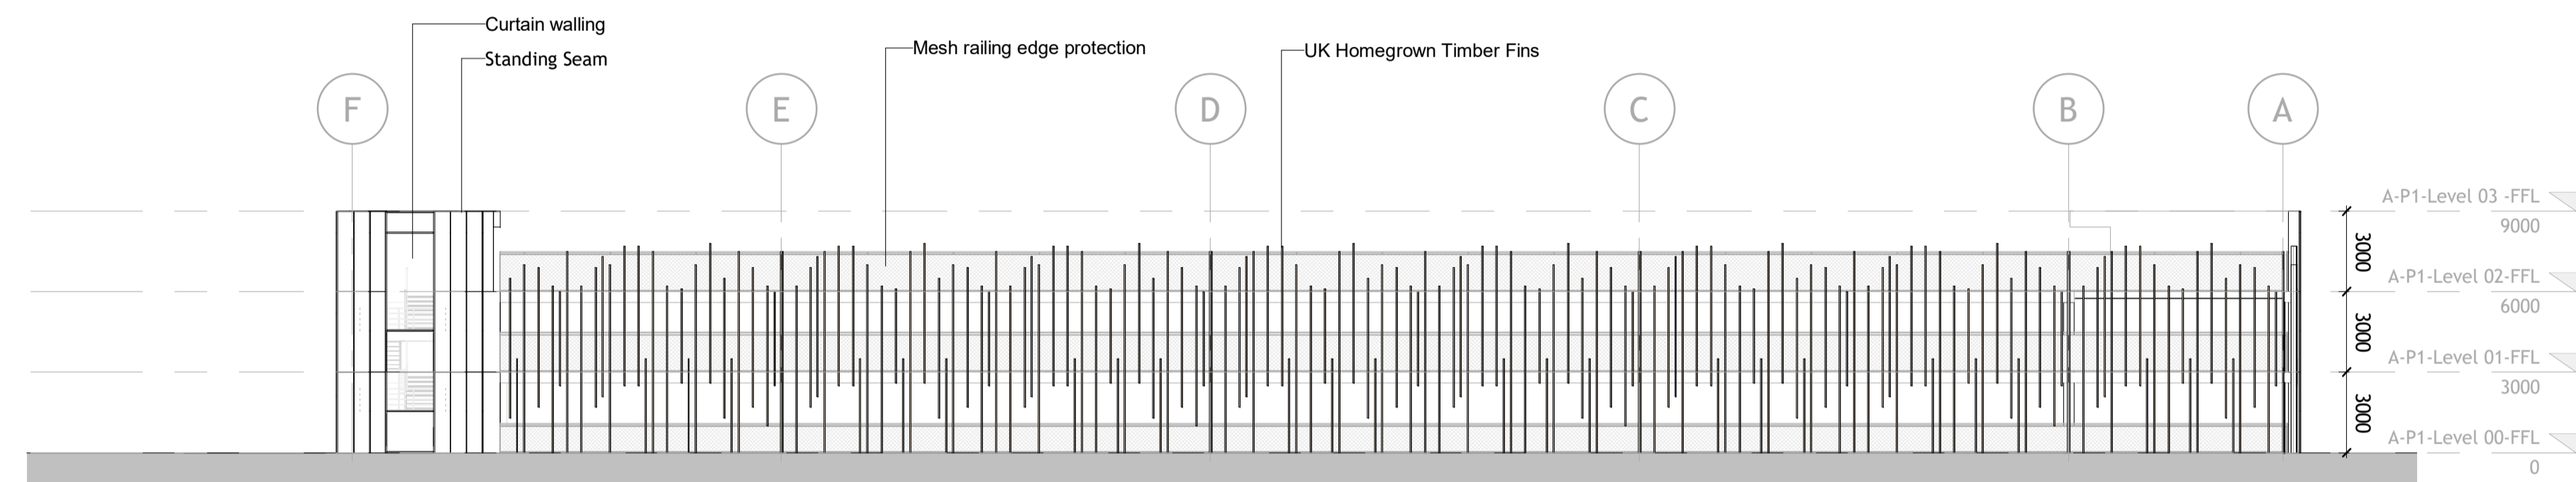 Curtain walling
Standing Seam
Mesh railing edge protection
UK Homegrown Timber Fins
F
E
D
C
B
A
A-P1-Level 03 -FFL
9000
3000
A-P1-Level 02-FFL
6000
3000
A-P1-Level 01-FFL
3000
3000
A-P1-Level 00-FFL
0